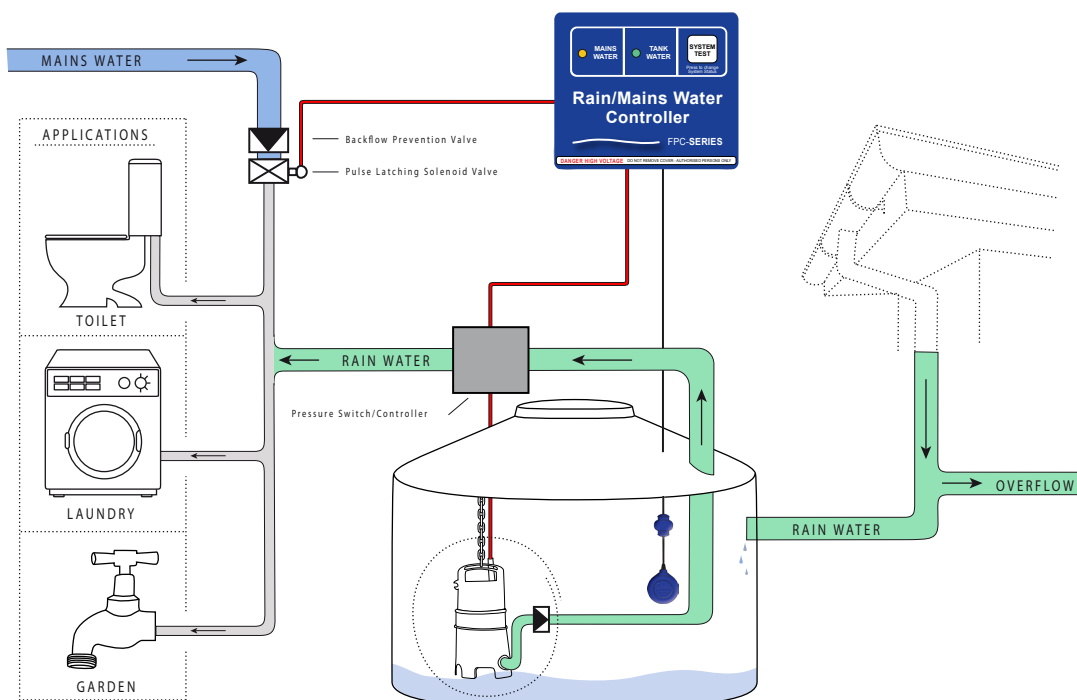 MAINS WATER
APPLICATIONS
Backflow Prevention Valve
Pulse Latching Solenoid Valve
MAINS
WATER
TANK
WATER
SYSTEM
TEST
Press to change
System Status
Rain/Mains Water
Controller
FPC-SERIES
DANGER HIGH VOLTAGE DO NOT REMOVE COVER - AUTHORISED PERSONS ONLY
TOILET
RAIN WATER
Pressure Switch/Controller
LAUNDRY
OVERFLOW
RAIN WATER
GARDEN